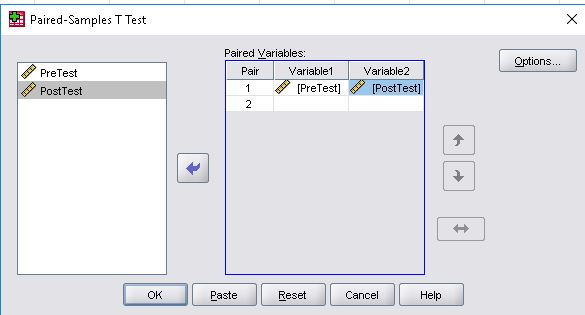 Paired-Samples T Test
Paired Variables:
PreTest
PostTest
Pair Variable1 Variable2
1 [PreTest] [PostTest]
2
Options...
OK Paste Reset Cancel Help